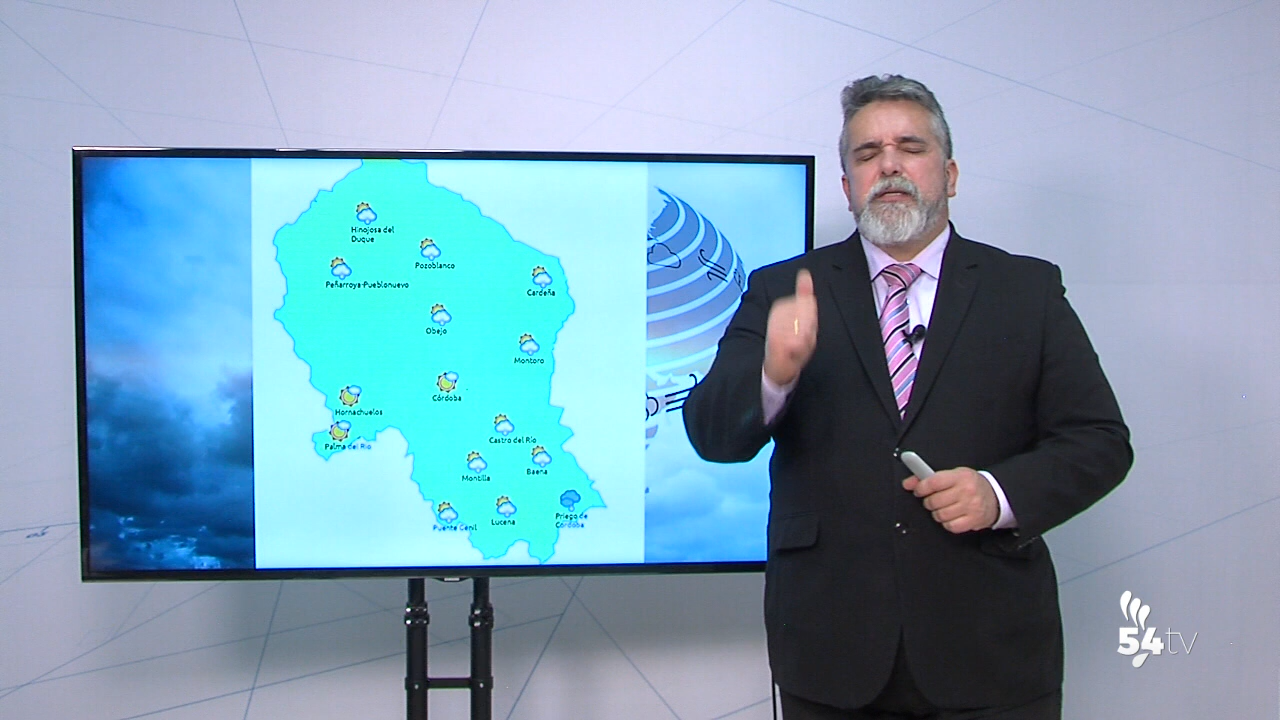 Hinojosa del
Duque
Pozoblanco
Peñarroya-Pueblonuevo
Cardeña
Obejo
Montoro
Córdoba
Hornachuelos
Castro del Río
Palma del Río
Baena
Montilla
Lucena
Priego de
Córdoba
Puente Genil
54tv